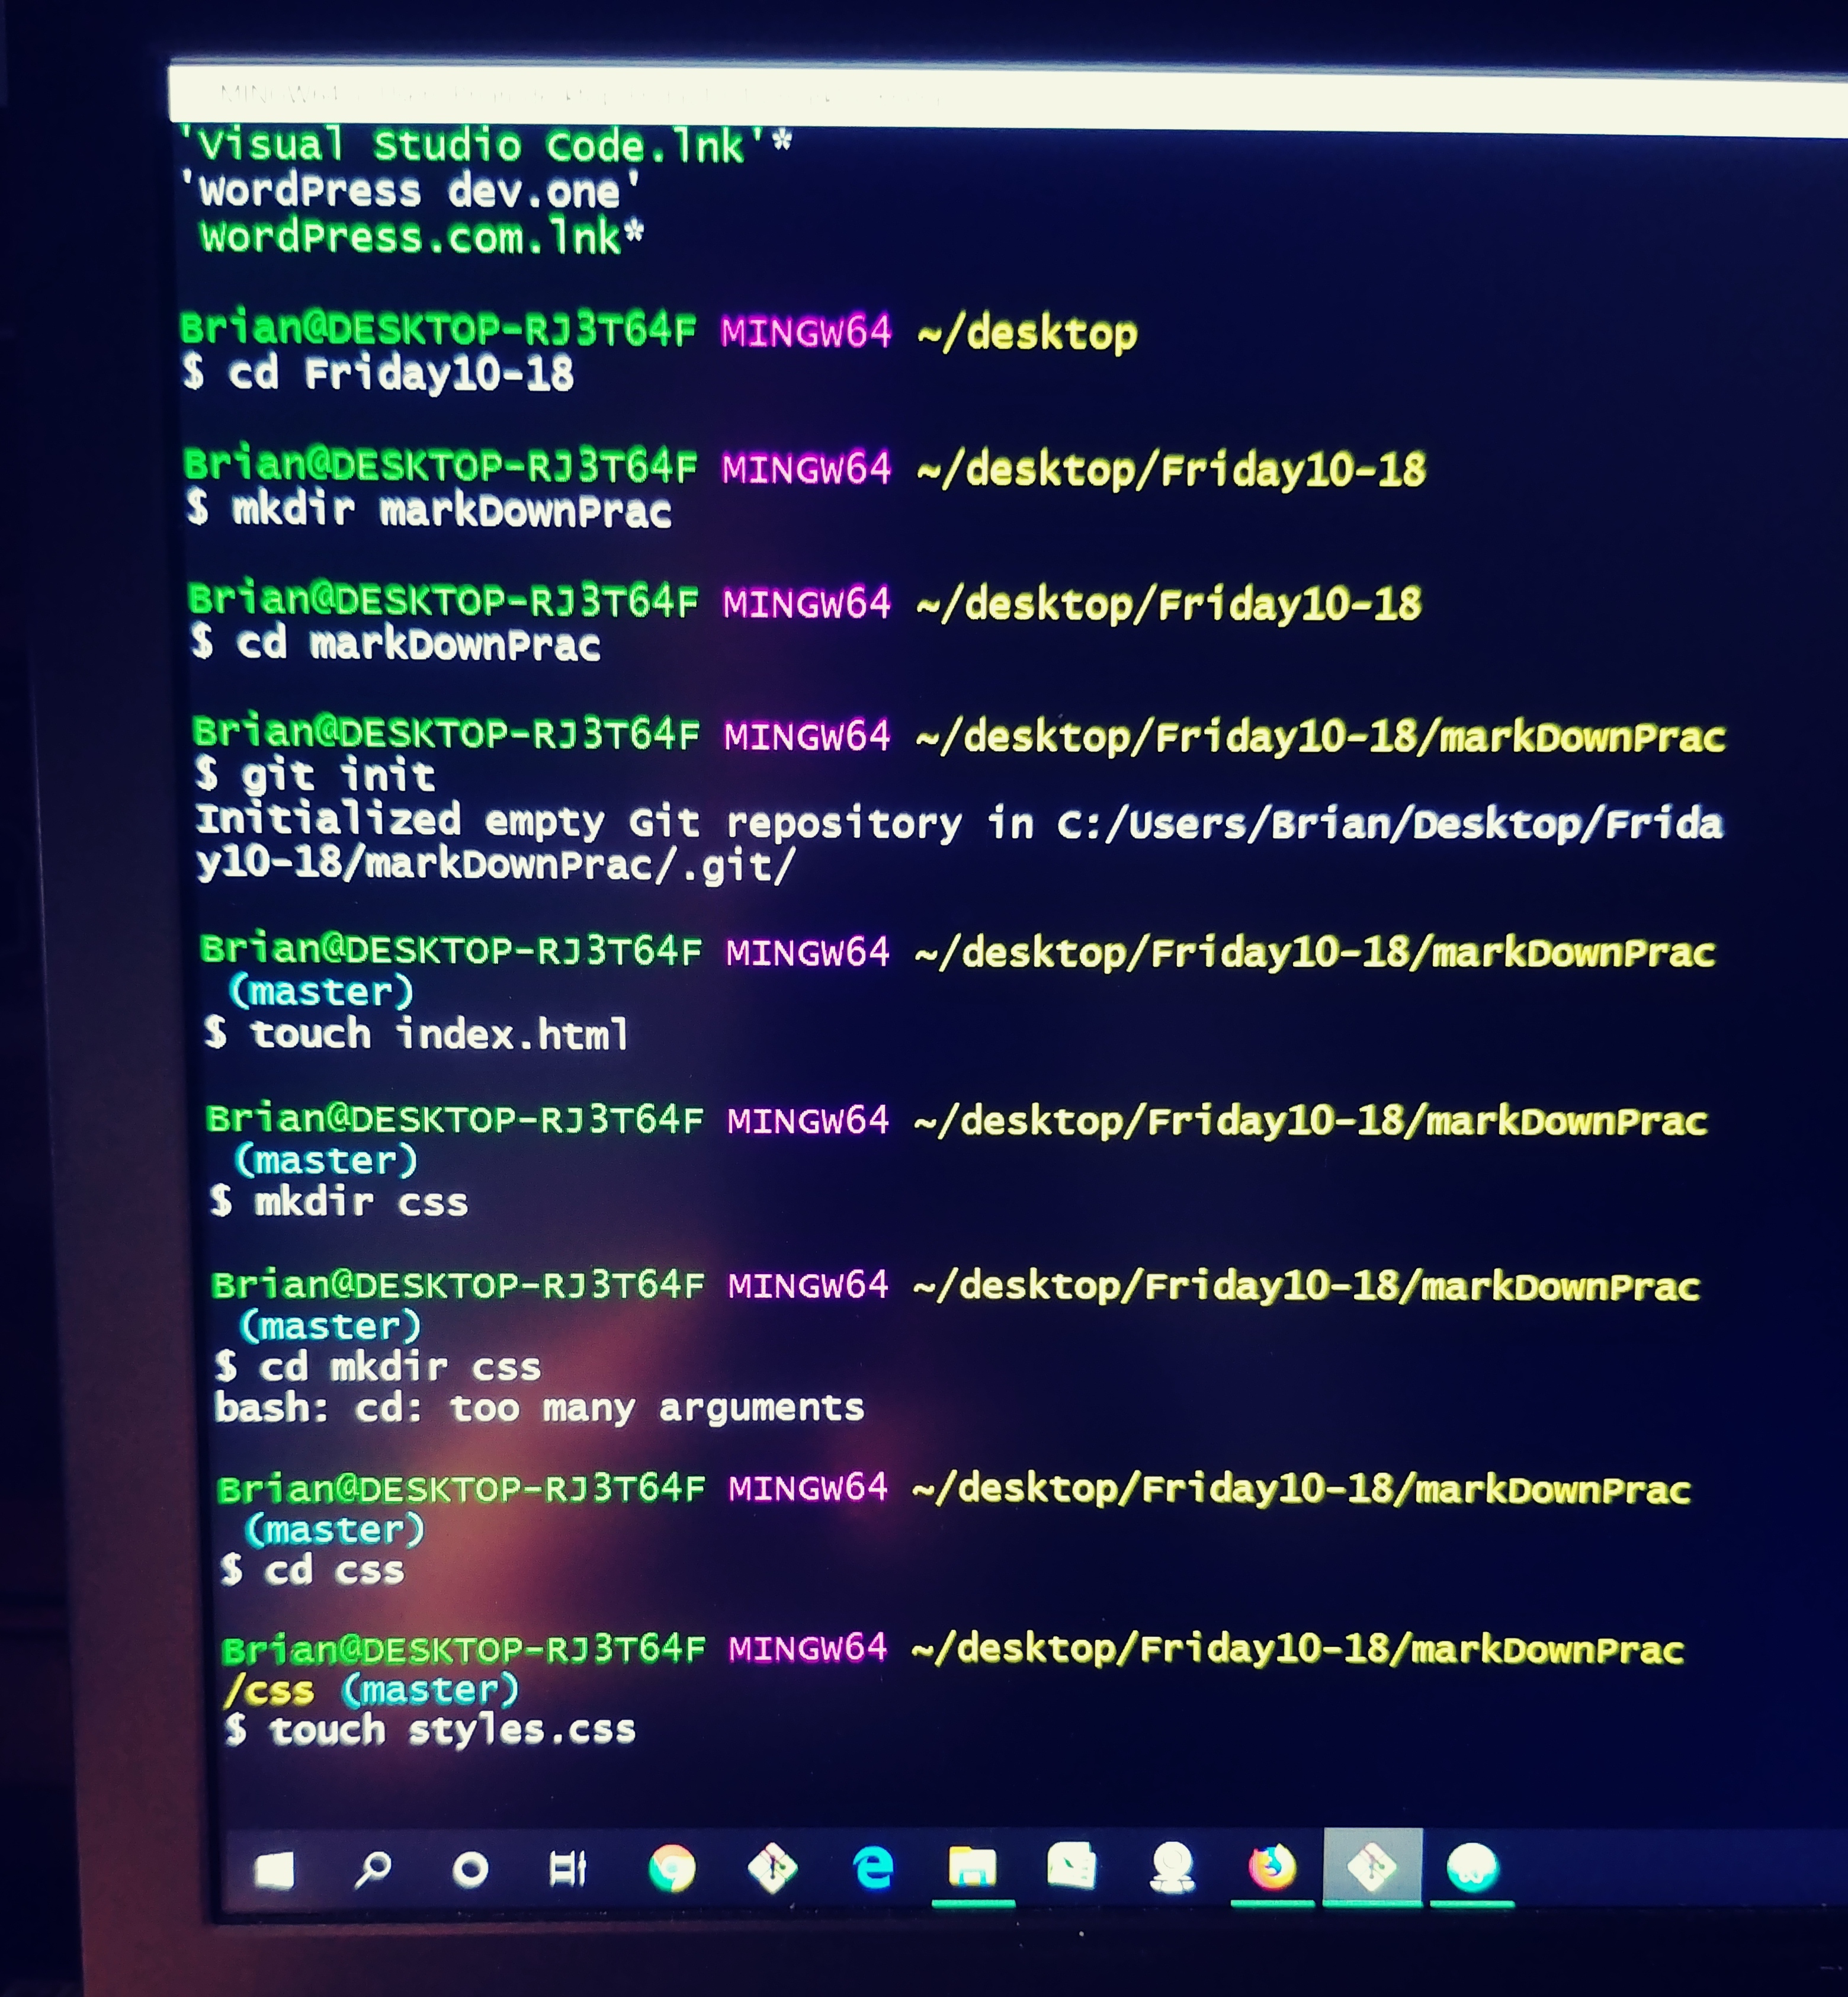 'Visual Studio Code.lnk'*
'WordPress dev.one'
WordPress.com.lnk*
Brian@DESKTOP-RJ3T64F MINGW64 ~/desktop
$ cd Friday10-18
Brian@DESKTOP-RJ3T64F MINGW64 ~/desktop/Friday10-18
$ mkdir markDownPrac
Brian@DESKTOP-RJ3T64F MINGW64 ~/desktop/Friday10-18
$ cd markDownPrac
Brian@DESKTOP-RJ3T64F MINGW64 ~/desktop/Friday10-18/markDownPrac
$ git init
Initialized empty Git repository in C:/Users/Brian/Desktop/Frida
y10-18/markDownPrac/.git/
Brian@DESKTOP-RJ3T64F MINGW64 ~/desktop/Friday10-18/markDownPrac
(master)
$ touch index.html
Brian@DESKTOP-RJ3T64F MINGW64 ~/desktop/Friday10-18/markDownPrac
(master)
$ mkdir css
Brian@DESKTOP-RJ3T64F MINGW64 ~/desktop/Friday10-18/markDownPrac
(master)
$ cd mkdir css
bash: cd: too many arguments
Brian@DESKTOP-RJ3T64F MINGW64 ~/desktop/Friday10-18/markDownPrac
(master)
$ cd css
Brian@DESKTOP-RJ3T64F MINGW64 ~/desktop/Friday10-18/markDownPrac
/css (master)
$ touch styles.css